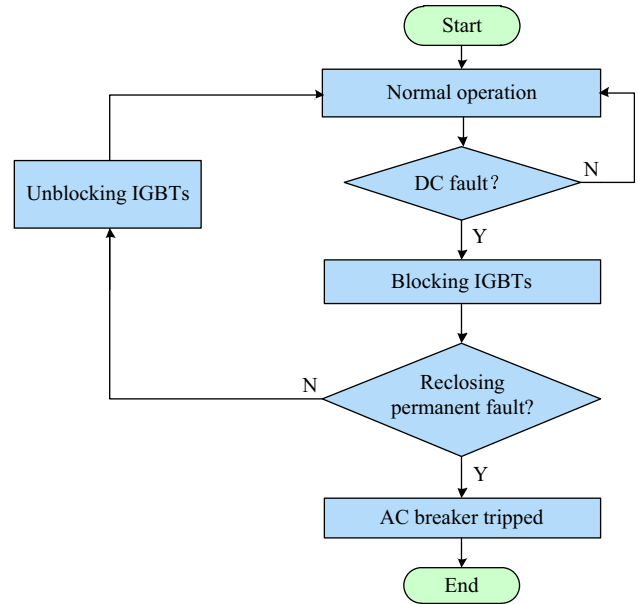 Start
Normal operation
DC fault？
N
Unblocking IGBTs
Y
Blocking IGBTs
N
Reclosing
permanent fault?
Y
AC breaker tripped
End